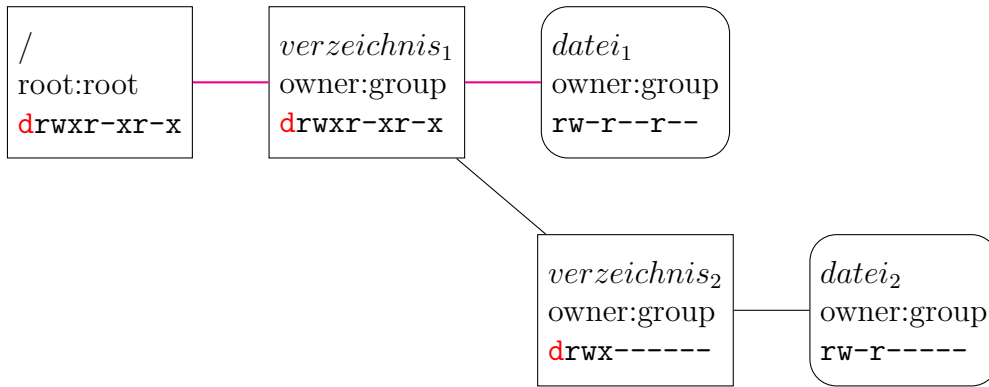 /
root:root
drwxr-xr-x
verzeichnis₁
owner:group
drwxr-xr-x
datei₁
owner:group
rw-r--r--
verzeichnis₂
owner:group
drwx------
datei₂
owner:group
rw-r-----